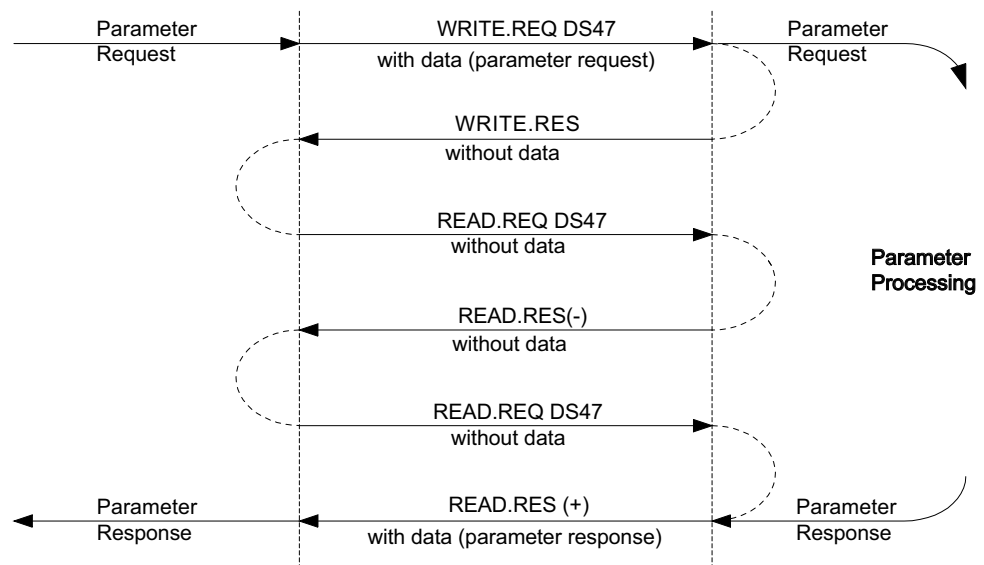 Parameter
Request
WRITE.REQ DS47
with data (parameter request)
Parameter
Request
WRITE.RES
without data
READ.REQ DS47
without data
Parameter
Processing
READ.RES(-)
without data
READ.REQ DS47
without data
Parameter
Response
READ.RES (+)
with data (parameter response)
Parameter
Response